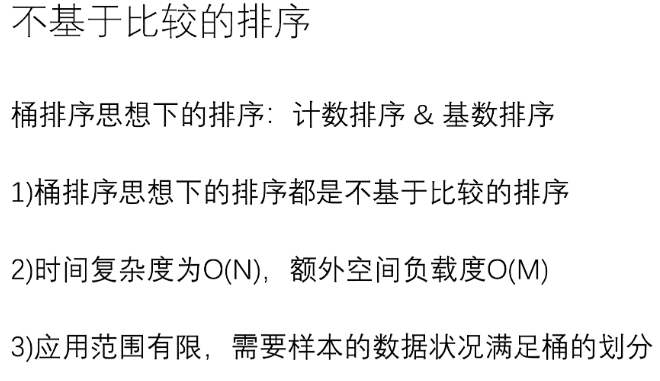 不基于比较的排序
桶排序思想下的排序：计数排序 & 基数排序
1)桶排序思想下的排序都是不基于比较的排序
2)时间复杂度为O(N)，额外空间负载度O(M)
3)应用范围有限，需要样本的数据状况满足桶的划分